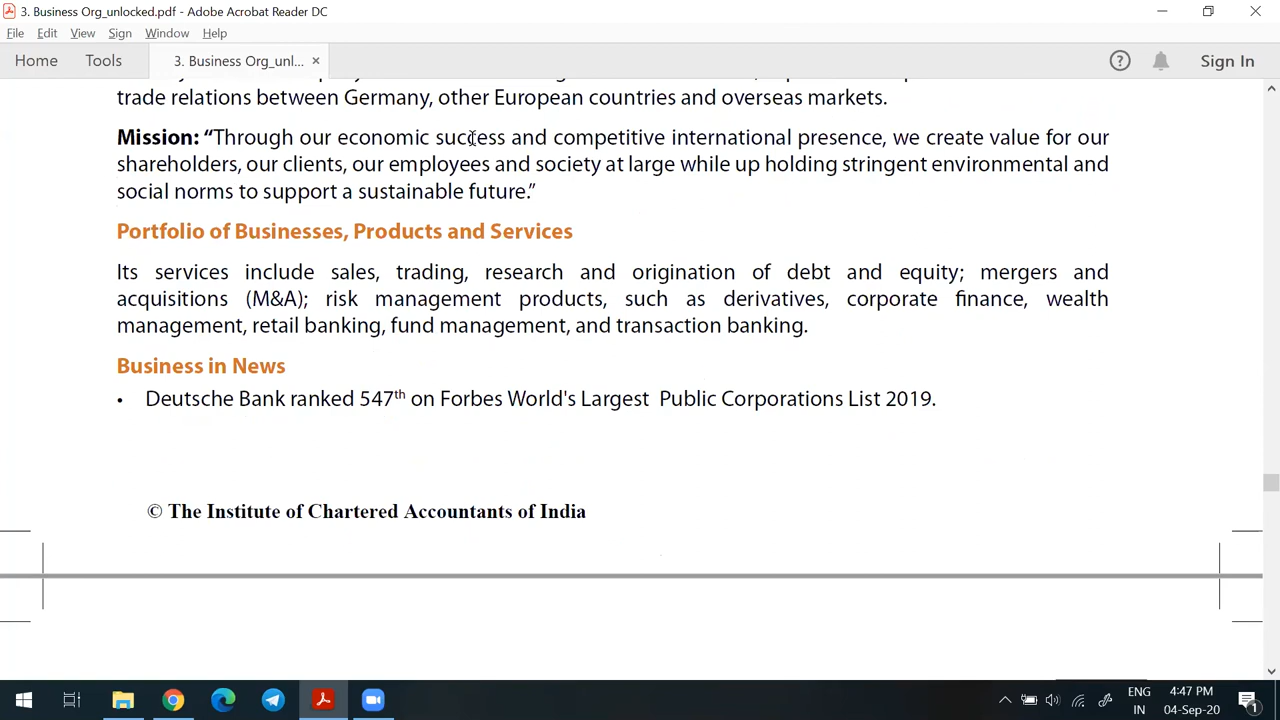 3. Business Org_unlocked.pdf - Adobe Acrobat Reader DC
File Edit View Sign Window Help
Home Tools 3. Business Org_unl... × Sign In
trade relations between Germany, other European countries and overseas markets.
Mission: “Through our economic success and competitive international presence, we create value for our
shareholders, our clients, our employees and society at large while up holding stringent environmental and
social norms to support a sustainable future.”
Portfolio of Businesses, Products and Services
Its services include sales, trading, research and origination of debt and equity; mergers and
acquisitions (M&A); risk management products, such as derivatives, corporate finance, wealth
management, retail banking, fund management, and transaction banking.
Business in News
• Deutsche Bank ranked 547th on Forbes World's Largest Public Corporations List 2019.
© The Institute of Chartered Accountants of India
ENG 4:47 PM
IN 04-Sep-20 1